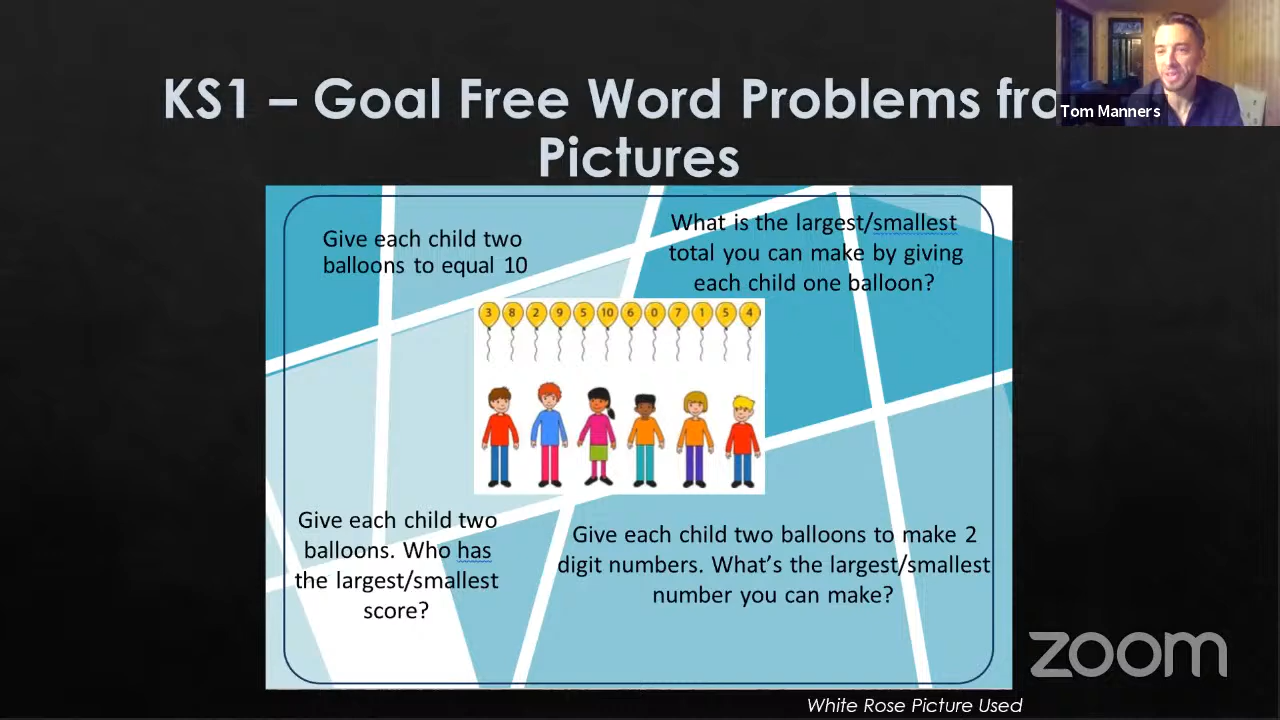 KS1 – Goal Free Word Problems fro
Pictures
Tom Manners
Give each child two
balloons to equal 10
What is the largest/smallest
total you can make by giving
each child one balloon?
3 8 2 9 5 10 6 0 7 1 5 4
Give each child two
balloons. Who has
the largest/smallest
score?
Give each child two balloons to make 2
digit numbers. What's the largest/smallest
number you can make?
zoom
White Rose Picture Used